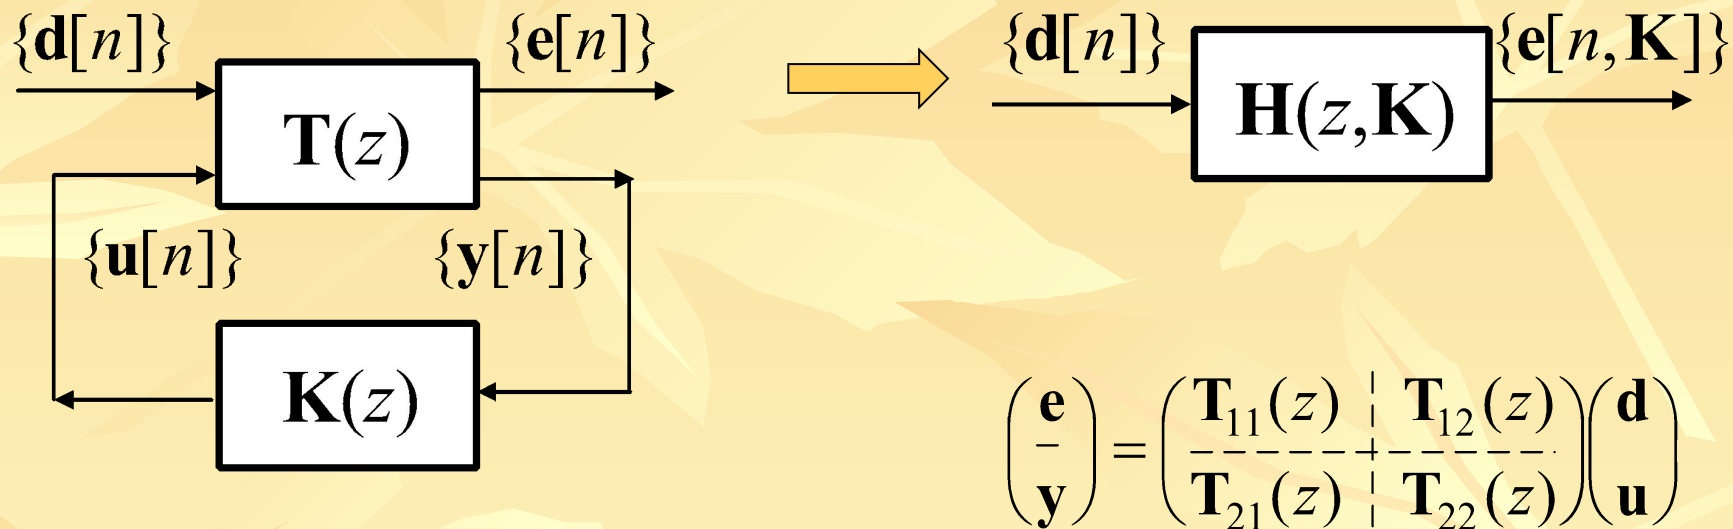 {d[n]} {e[n]} {d[n]} {e[n,K]}
T(z) H(z,K)
{u[n]} {y[n]}
K(z)
(e / y) = (T₁₁(z) T₁₂(z) / T₂₁(z) T₂₂(z)) (d / u)